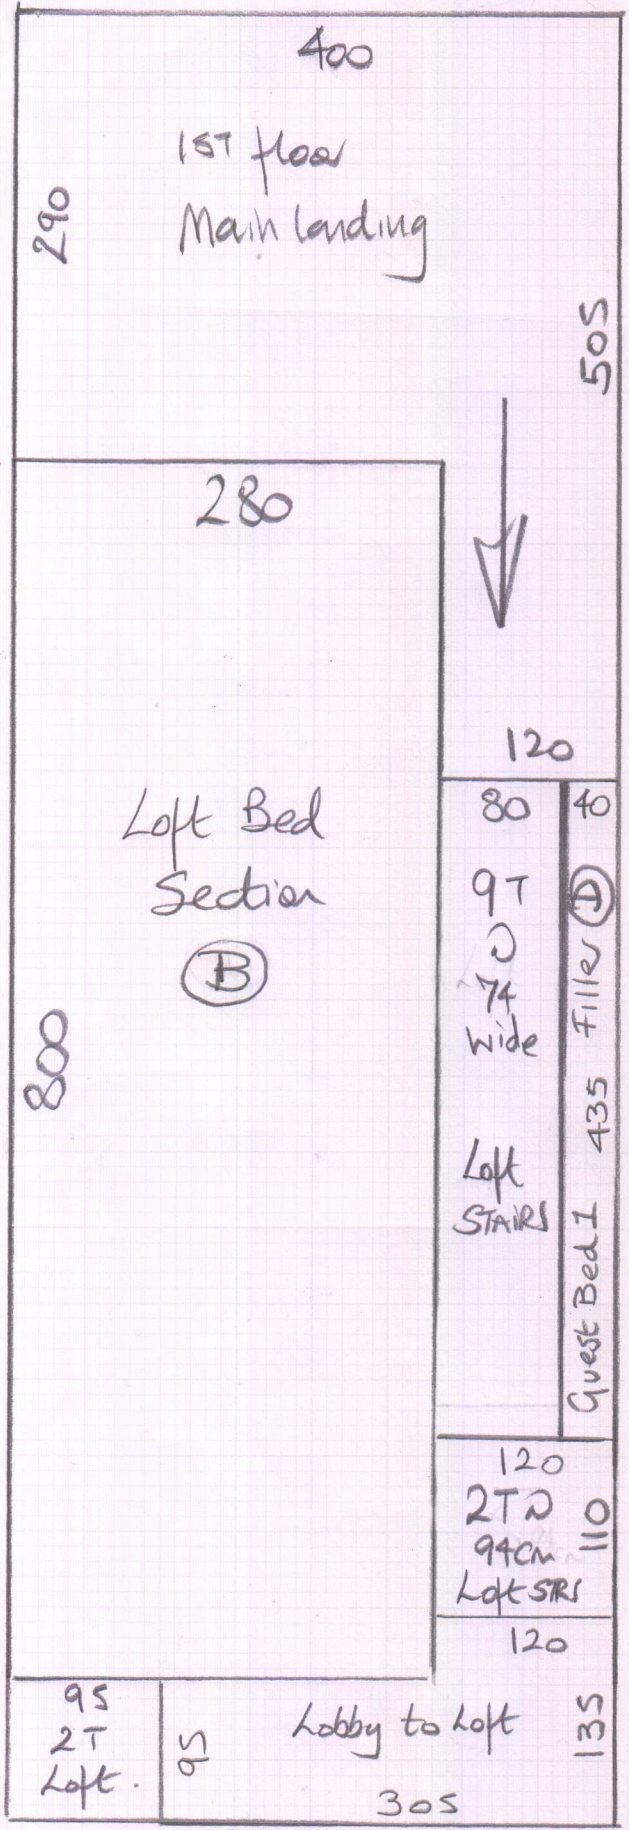 400
1ST floor
Main landing
290
505
280
120
Loft Bed
Section
B
800
80
9T
74
wide
Loft
STAIRS
40
Guest Bed 1 435 Filler D
120
2T
94cm
Loft STRS
110
120
95
2T
Loft.
95
Lobby to Loft
135
305